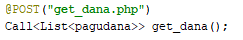 @POST("get_dana.php")
Call<List<pagudana>> get_dana();